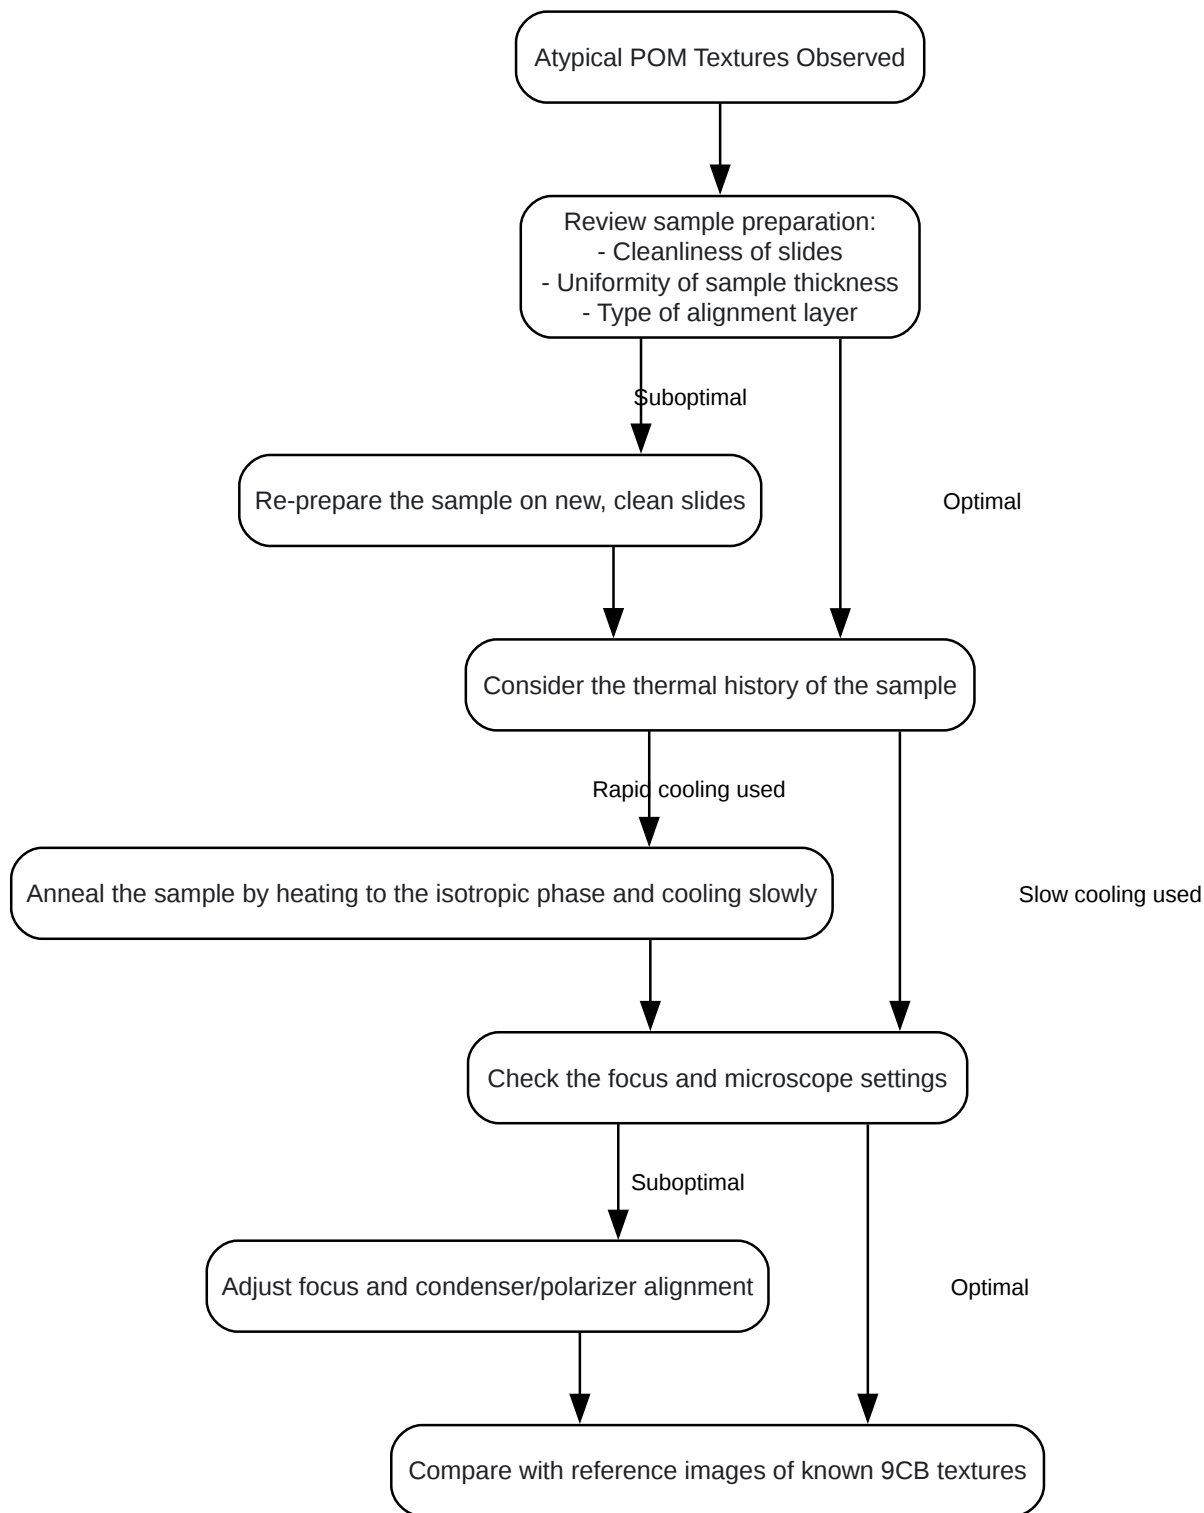 Atypical POM Textures Observed
Review sample preparation:
- Cleanliness of slides
- Uniformity of sample thickness
- Type of alignment layer
Suboptimal
Re-prepare the sample on new, clean slides
Optimal
Consider the thermal history of the sample
Rapid cooling used
Anneal the sample by heating to the isotropic phase and cooling slowly
Slow cooling used
Check the focus and microscope settings
Suboptimal
Adjust focus and condenser/polarizer alignment
Optimal
Compare with reference images of known 9CB textures